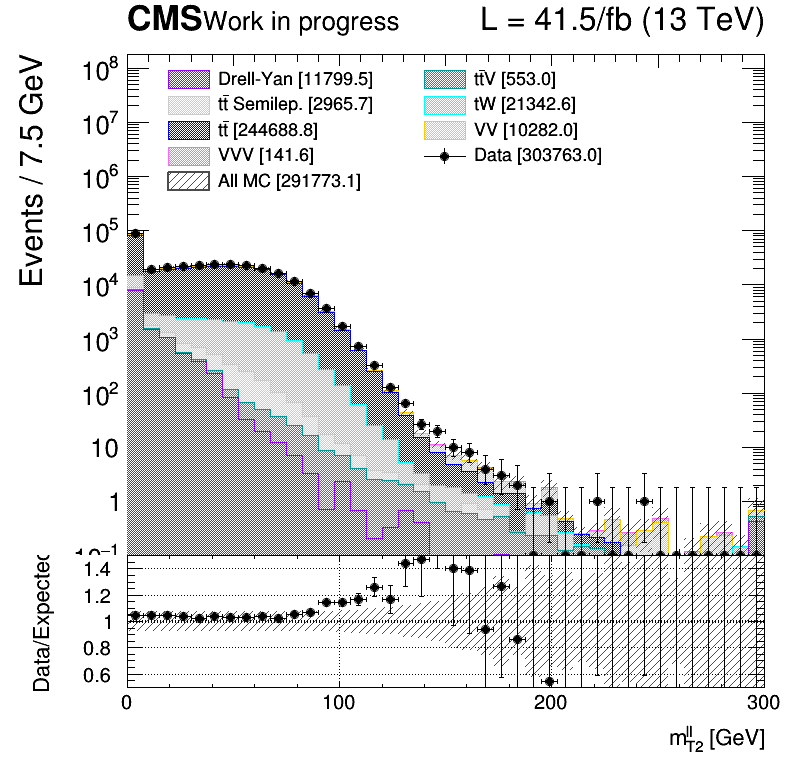 CMS Work in progress L = 41.5/fb (13 TeV)
Events / 7.5 GeV
10⁸
10⁷
10⁶
10⁵
10⁴
10³
10²
10
1
10⁻¹
Drell-Yan [11799.5]
tt̄V [553.0]
tt̄ Semilep. [2965.7]
tW [21342.6]
tt̄ [244688.8]
VV [10282.0]
VVV [141.6]
Data [303763.0]
All MC [291773.1]
Data/Expected
1.4
1.2
1
0.8
0.6
0 100 200 300
m_T2^ll [GeV]